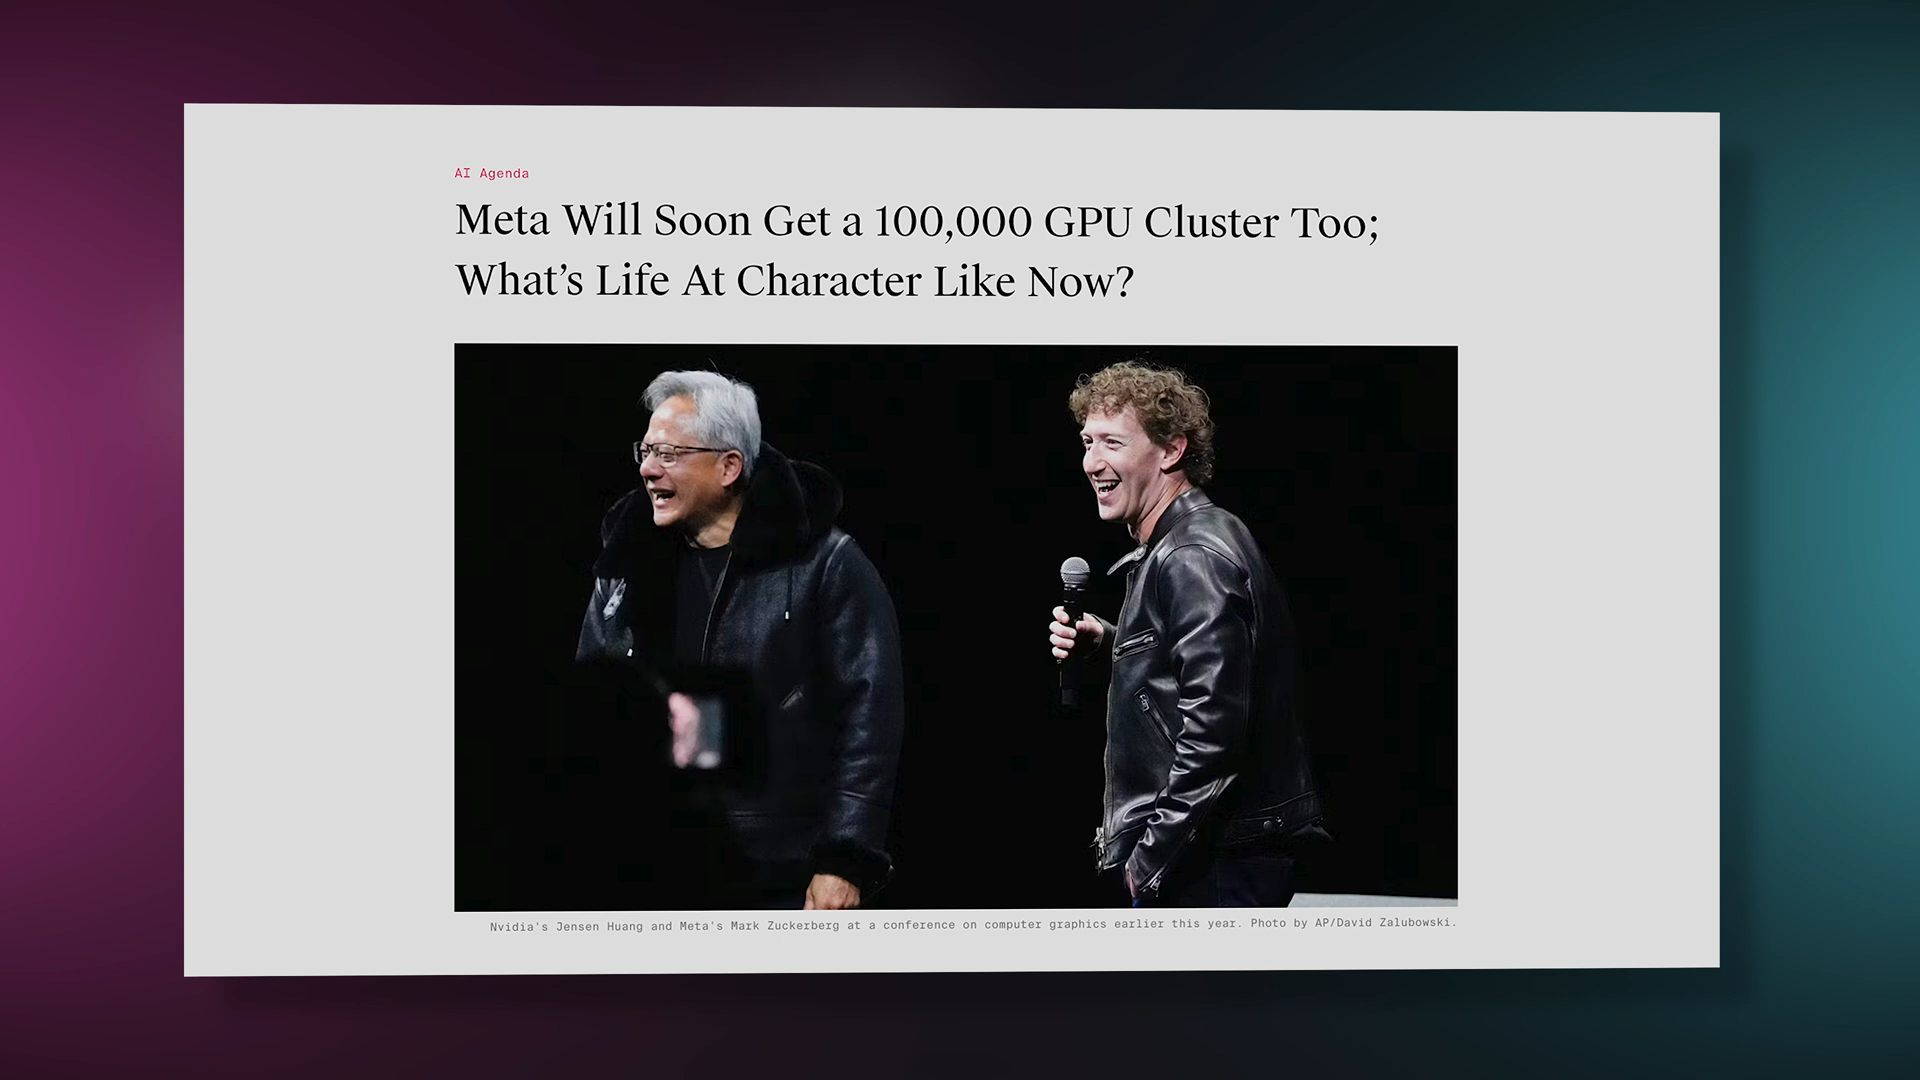 AI Agenda
Meta Will Soon Get a 100,000 GPU Cluster Too;
What’s Life At Character Like Now?
Nvidia's Jensen Huang and Meta's Mark Zuckerberg at a conference on computer graphics earlier this year. Photo by AP/David Zalubowski.